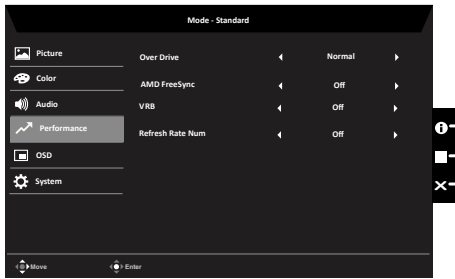 Mode - Standard
Picture
Over Drive Normal
Color
AMD FreeSync Off
Audio
VRB Off
Performance
Refresh Rate Num Off
OSD
System
Move Enter